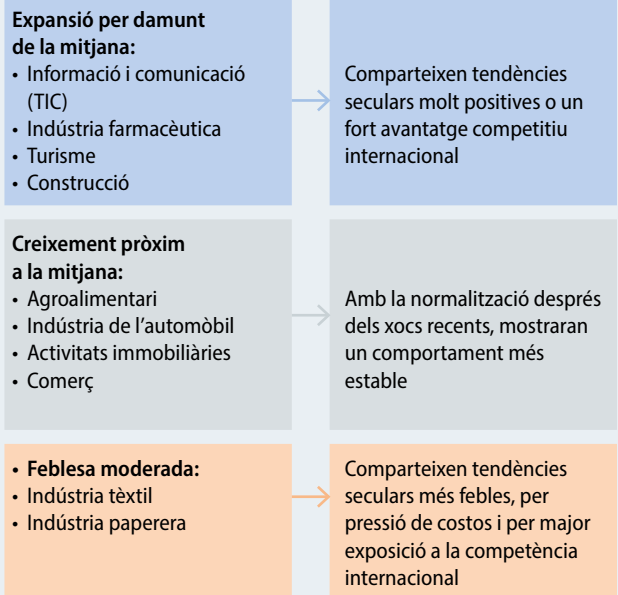 Expansió per damunt
de la mitjana:
• Informació i comunicació
(TIC)
• Indústria farmacèutica
• Turisme
• Construcció
Comparteixen tendències
seculars molt positives o un
fort avantatge competitiu
internacional
Creixement pròxim
a la mitjana:
• Agroalimentari
• Indústria de l’automòbil
• Activitats immobiliàries
• Comerç
Amb la normalització després
dels xocs recents, mostraran
un comportament més
estable
• Feblesa moderada:
• Indústria tèxtil
• Indústria paperera
Comparteixen tendències
seculars més febles, per
pressió de costos i per major
exposició a la competència
internacional